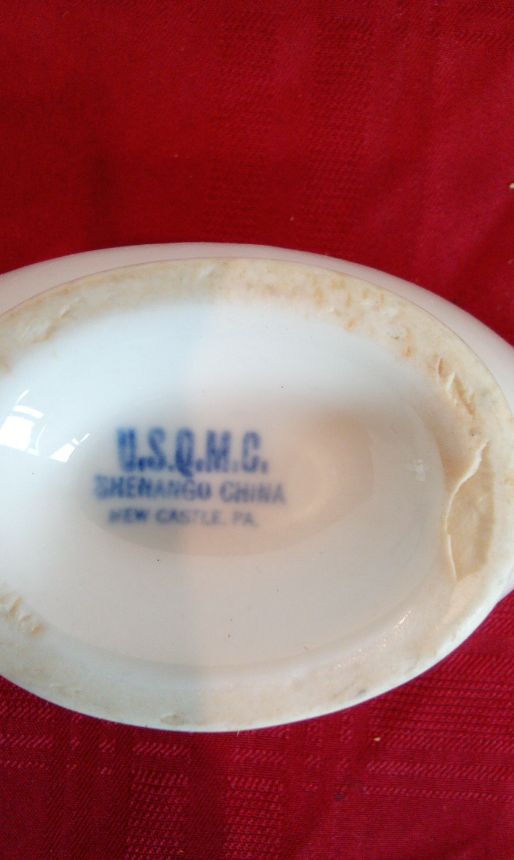 U.S.Q.M.C.
SHENANGO CHINA
NEW CASTLE, PA.